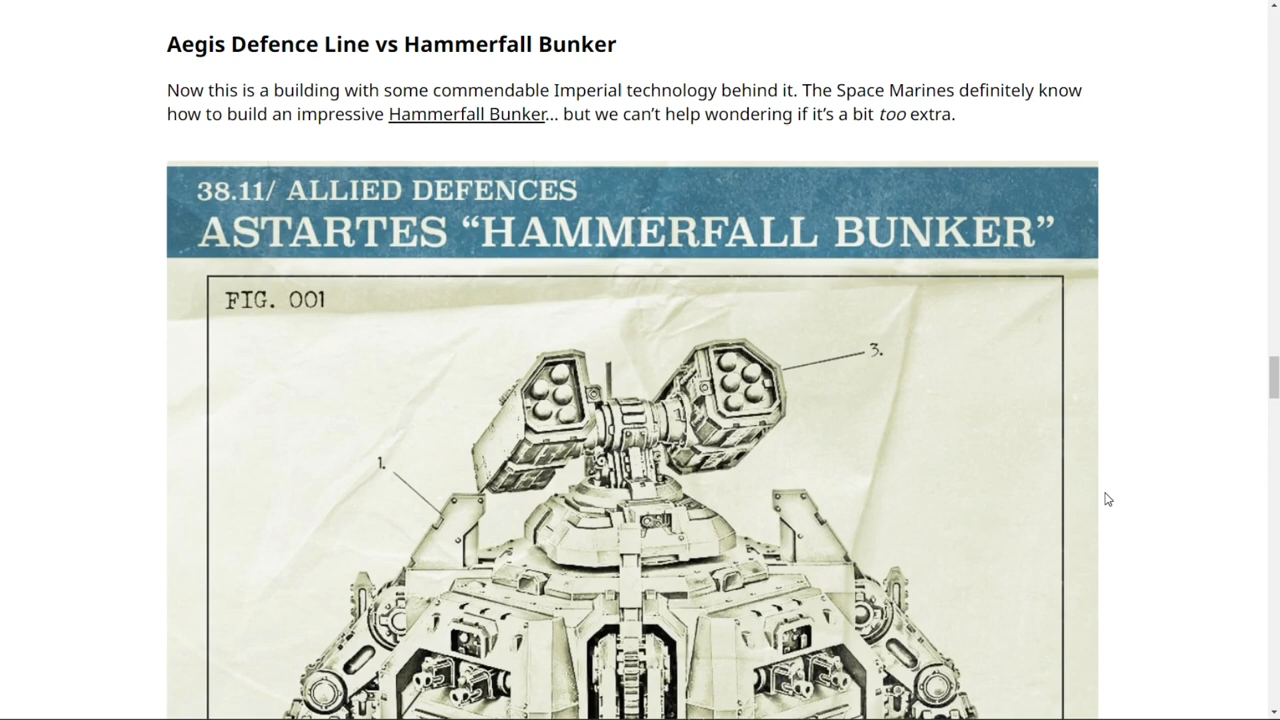 Aegis Defence Line vs Hammerfall Bunker
Now this is a building with some commendable Imperial technology behind it. The Space Marines definitely know
how to build an impressive Hammerfall Bunker... but we can’t help wondering if it’s a bit too extra.
38.11/ ALLIED DEFENCES
ASTARTES “HAMMERFALL BUNKER”
FIG. 001
3.
1.